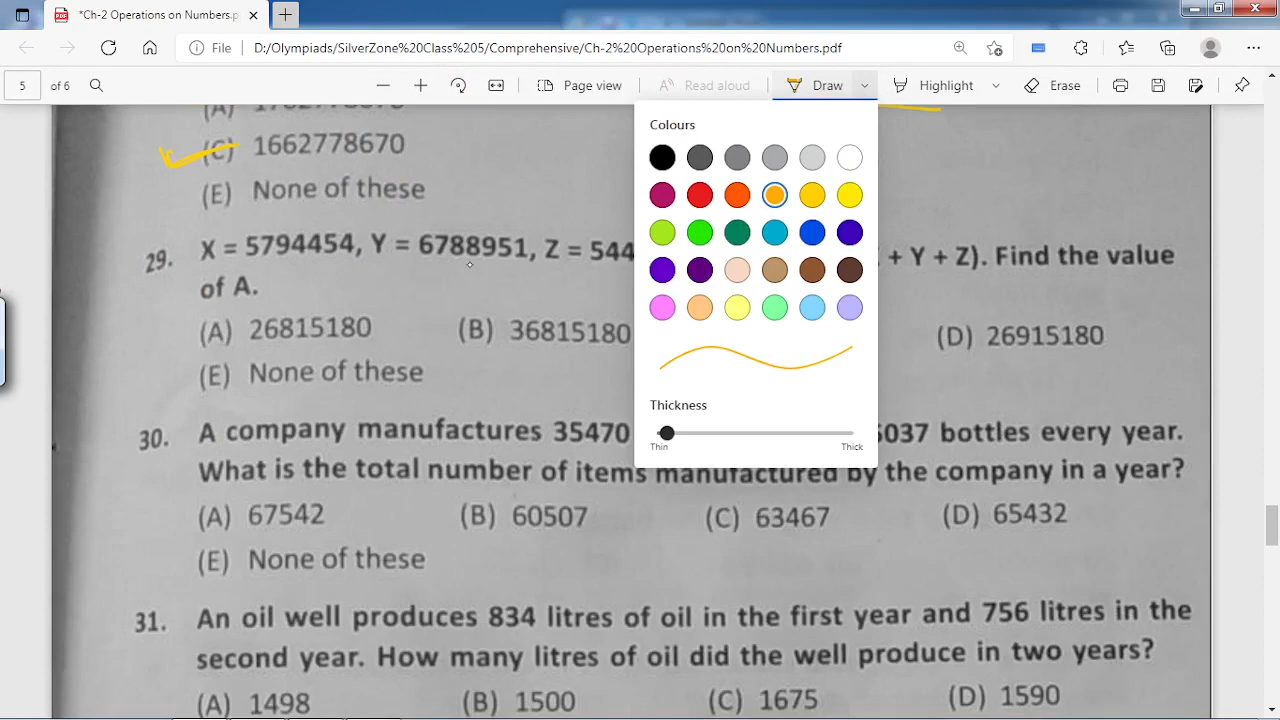 *Ch-2 Operations on Numbers.p
File D:/Olympiads/SilverZone%20Class%205/Comprehensive/Ch-2%20Operations%20on%20Numbers.pdf
5 of 6 Page view Read aloud Draw Highlight Erase
(A)
Colours
(C) 1662778670
(E) None of these
29. X = 5794454, Y = 6788951, Z = 544 + Y + Z). Find the value
of A.
(A) 26815180 (B) 36815180 (D) 26915180
(E) None of these
Thickness
Thin Thick
30. A company manufactures 35470 5037 bottles every year.
What is the total number of items manufactured by the company in a year?
(A) 67542 (B) 60507 (C) 63467 (D) 65432
(E) None of these
31. An oil well produces 834 litres of oil in the first year and 756 litres in the
second year. How many litres of oil did the well produce in two years?
(A) 1498 (B) 1500 (C) 1675 (D) 1590